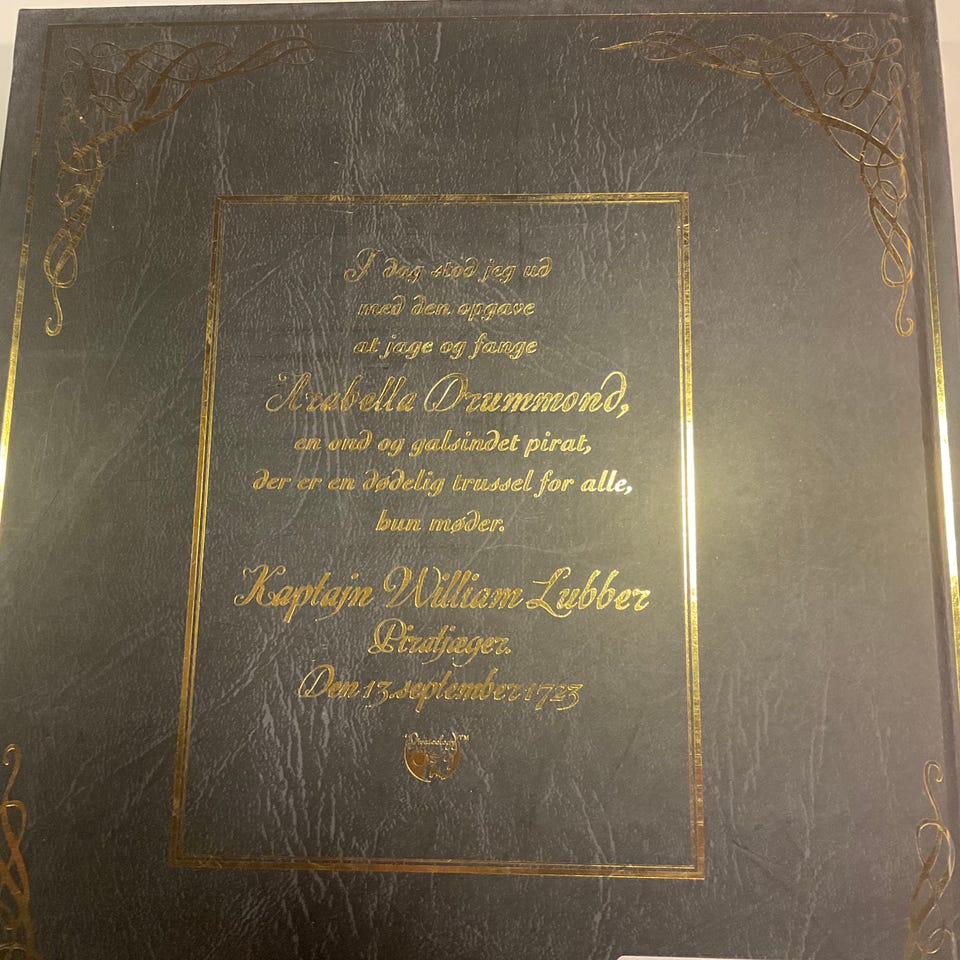 I dag stod jeg ud
med den opgave
at jage og fange
Arabella Drummond,
en ond og galsindet pirat,
der er en dødelig trussel for alle,
hun møder.
Kaptajn William Lubber
Piratjæger.
Den 13. september 1723
Pirateology™